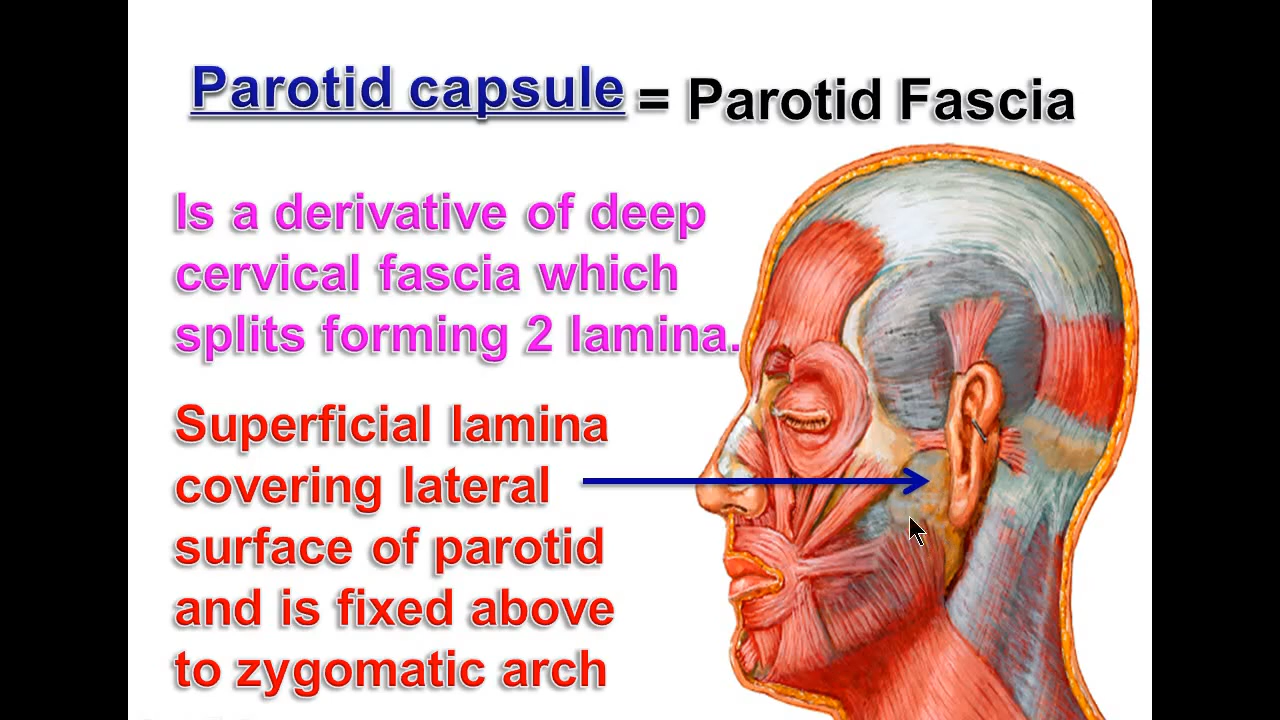 Parotid capsule = Parotid Fascia
Is a derivative of deep
cervical fascia which
splits forming 2 lamina.
Superficial lamina
covering lateral
surface of parotid
and is fixed above
to zygomatic arch